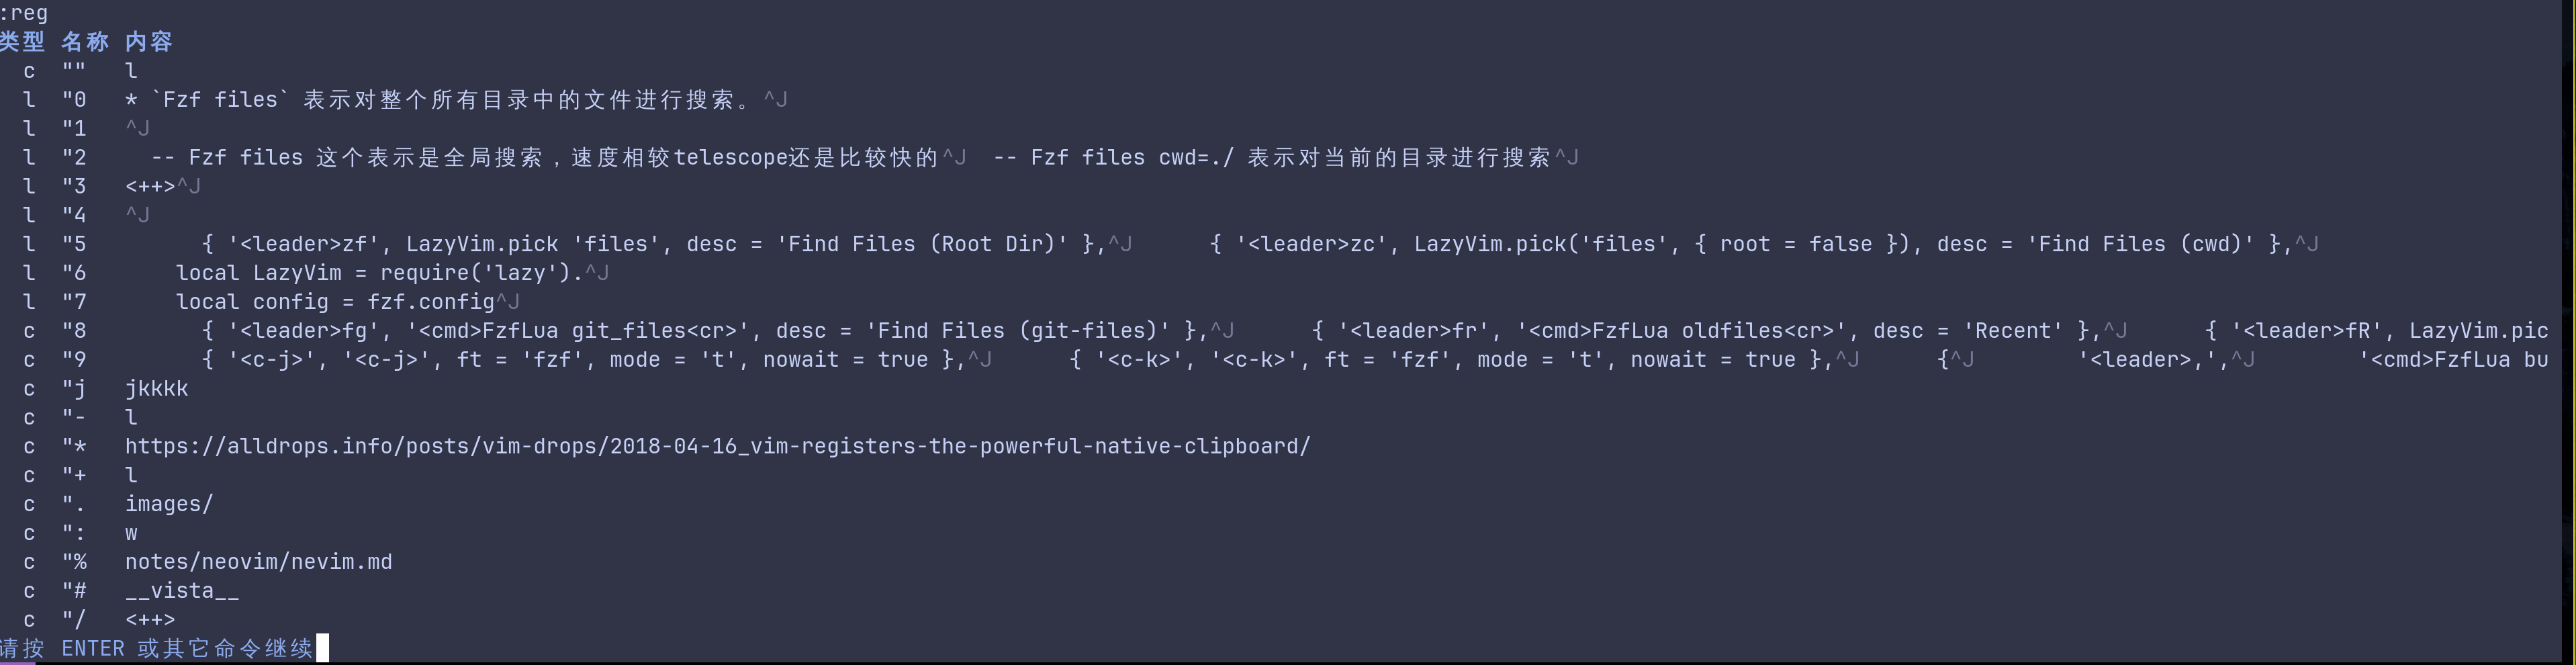 :reg
类型 名称 内容
  c  ""   l
  l  "0   * `Fzf files` 表示对整个所有目录中的文件进行搜索。^J
  l  "1   ^J
  l  "2     -- Fzf files 这个表示是全局搜索，速度相较telescope还是比较快的^J  -- Fzf files cwd=./ 表示对当前的目录进行搜索^J
  l  "3   <++>^J
  l  "4   ^J
  l  "5         { '<leader>zf', LazyVim.pick 'files', desc = 'Find Files (Root Dir)' },^J      { '<leader>zc', LazyVim.pick('files', { root = false }), desc = 'Find Files (cwd)' },^J
  l  "6       local LazyVim = require('lazy').^J
  l  "7       local config = fzf.config^J
  c  "8         { '<leader>fg', '<cmd>FzfLua git_files<cr>', desc = 'Find Files (git-files)' },^J      { '<leader>fr', '<cmd>FzfLua oldfiles<cr>', desc = 'Recent' },^J      { '<leader>fR', LazyVim.pic
  c  "9         { '<c-j>', '<c-j>', ft = 'fzf', mode = 't', nowait = true },^J      { '<c-k>', '<c-k>', ft = 'fzf', mode = 't', nowait = true },^J      {^J        '<leader>,',^J        '<cmd>FzfLua bu
  c  "j   jkkkk
  c  "-   l
  c  "*   https://alldrops.info/posts/vim-drops/2018-04-16_vim-registers-the-powerful-native-clipboard/
  c  "+   l
  c  ".   images/
  c  ":   w
  c  "%   notes/neovim/nevim.md
  c  "#   __vista__
  c  "/   <++>
请按 ENTER 或其它命令继续